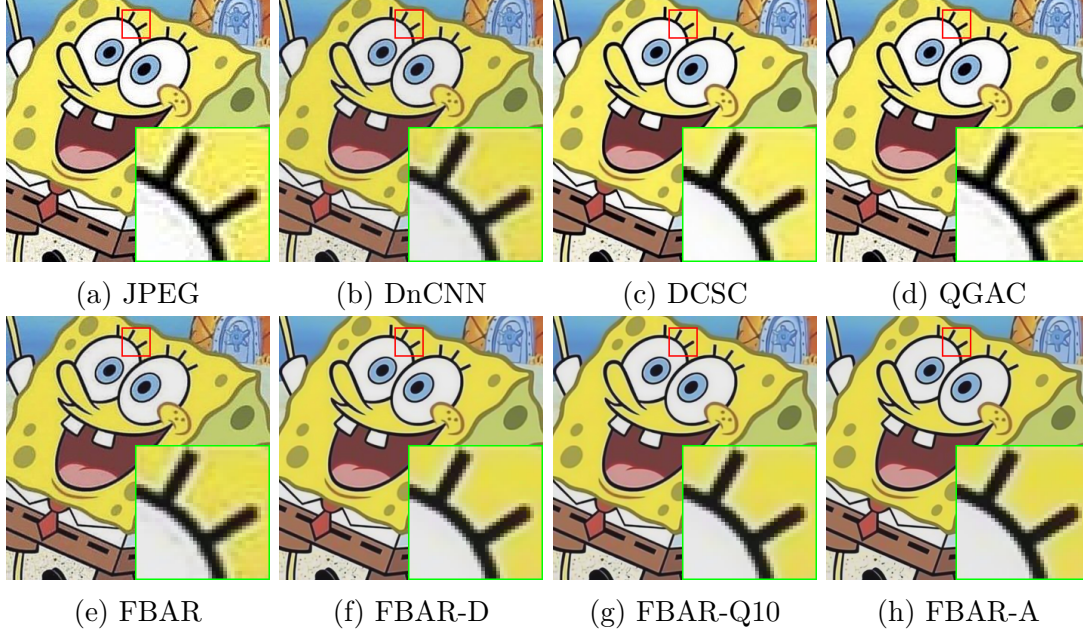 (a) JPEG (b) DnCNN (c) DCSC (d) QGAC
(e) FBAR (f) FBAR-D (g) FBAR-Q10 (h) FBAR-A